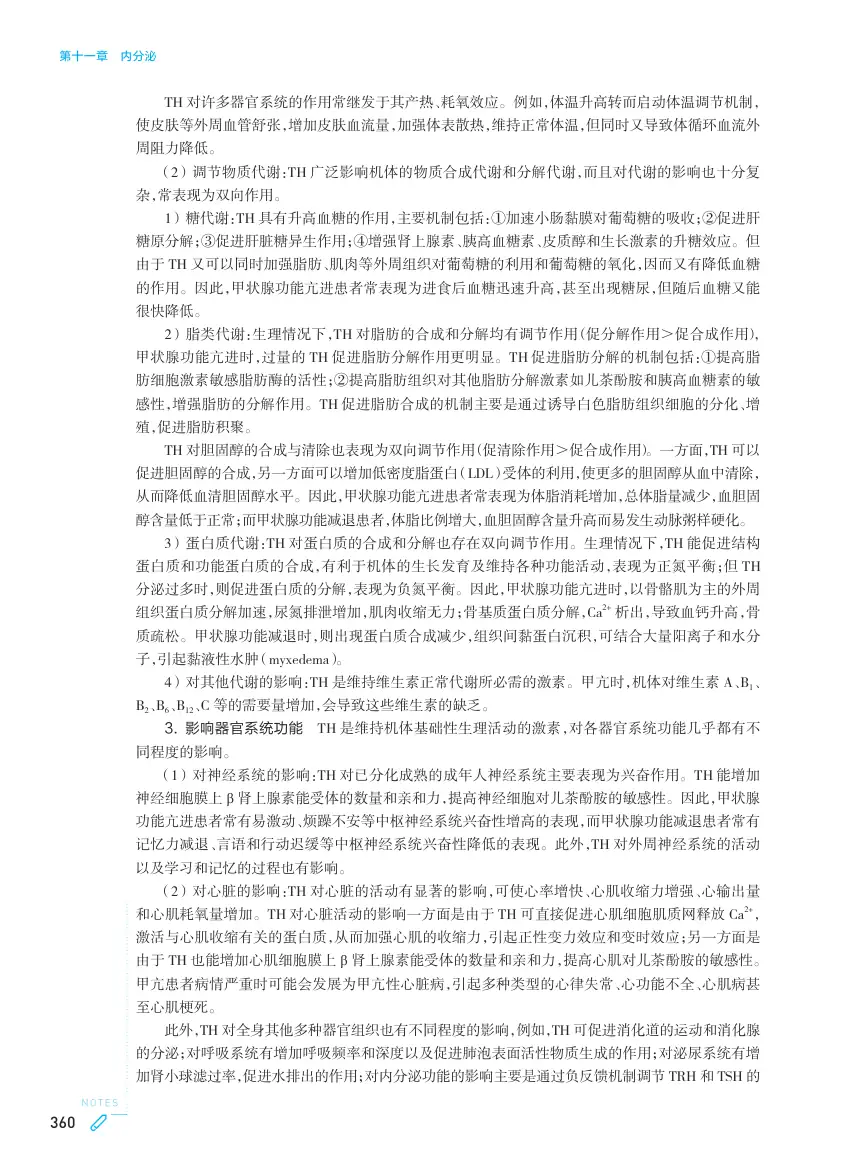 第十一章 内分泌
TH 对许多器官系统的作用常继发于其产热、耗氧效应。例如,体温升高转而启动体温调节机制,
使皮肤等外周血管舒张,增加皮肤血流量,加强体表散热,维持正常体温,但同时又导致体循环血流外
周阻力降低。
（2）调节物质代谢:TH 广泛影响机体的物质合成代谢和分解代谢,而且对代谢的影响也十分复
杂,常表现为双向作用。
1）糖代谢:TH 具有升高血糖的作用,主要机制包括:①加速小肠黏膜对葡萄糖的吸收;②促进肝
糖原分解;③促进肝脏糖异生作用;④增强肾上腺素、胰高血糖素、皮质醇和生长激素的升糖效应。但
由于 TH 又可以同时加强脂肪、肌肉等外周组织对葡萄糖的利用和葡萄糖的氧化,因而又有降低血糖
的作用。因此,甲状腺功能亢进患者常表现为进食后血糖迅速升高,甚至出现糖尿,但随后血糖又能
很快降低。
2）脂类代谢:生理情况下,TH 对脂肪的合成和分解均有调节作用（促分解作用＞促合成作用）,
甲状腺功能亢进时,过量的 TH 促进脂肪分解作用更明显。TH 促进脂肪分解的机制包括:①提高脂
肪细胞激素敏感脂肪酶的活性;②提高脂肪组织对其他脂肪分解激素如儿茶酚胺和胰高血糖素的敏
感性,增强脂肪的分解作用。TH 促进脂肪合成的机制主要是通过诱导白色脂肪组织细胞的分化、增
殖,促进脂肪积聚。
TH 对胆固醇的合成与清除也表现为双向调节作用（促清除作用＞促合成作用）。一方面,TH 可以
促进胆固醇的合成,另一方面可以增加低密度脂蛋白（LDL）受体的利用,使更多的胆固醇从血中清除,
从而降低血清胆固醇水平。因此,甲状腺功能亢进患者常表现为体脂消耗增加,总体脂量减少,血胆固
醇含量低于正常;而甲状腺功能减退患者,体脂比例增大,血胆固醇含量升高而易发生动脉粥样硬化。
3）蛋白质代谢:TH 对蛋白质的合成和分解也存在双向调节作用。生理情况下,TH 能促进结构
蛋白质和功能蛋白质的合成,有利于机体的生长发育及维持各种功能活动,表现为正氮平衡;但 TH
分泌过多时,则促进蛋白质的分解,表现为负氮平衡。因此,甲状腺功能亢进时,以骨骼肌为主的外周
组织蛋白质分解加速,尿氮排泄增加,肌肉收缩无力;骨基质蛋白质分解,Ca²⁺ 析出,导致血钙升高,骨
质疏松。甲状腺功能减退时,则出现蛋白质合成减少,组织间黏蛋白沉积,可结合大量阳离子和水分
子,引起黏液性水肿（myxedema）。
4）对其他代谢的影响:TH 是维持维生素正常代谢所必需的激素。甲亢时,机体对维生素 A、B₁、
B₂、B₆、B₁₂、C 等的需要量增加,会导致这些维生素的缺乏。
3. 影响器官系统功能 TH 是维持机体基础性生理活动的激素,对各器官系统功能几乎都有不
同程度的影响。
（1）对神经系统的影响:TH 对已分化成熟的成年人神经系统主要表现为兴奋作用。TH 能增加
神经细胞膜上 β 肾上腺素能受体的数量和亲和力,提高神经细胞对儿茶酚胺的敏感性。因此,甲状腺
功能亢进患者常有易激动、烦躁不安等中枢神经系统兴奋性增高的表现,而甲状腺功能减退患者常有
记忆力减退、言语和行动迟缓等中枢神经系统兴奋性降低的表现。此外,TH 对外周神经系统的活动
以及学习和记忆的过程也有影响。
（2）对心脏的影响:TH 对心脏的活动有显著的影响,可使心率增快、心肌收缩力增强、心输出量
和心肌耗氧量增加。TH 对心脏活动的影响一方面是由于 TH 可直接促进心肌细胞肌质网释放 Ca²⁺,
激活与心肌收缩有关的蛋白质,从而加强心肌的收缩力,引起正性变力效应和变时效应;另一方面是
由于 TH 也能增加心肌细胞膜上 β 肾上腺素能受体的数量和亲和力,提高心肌对儿茶酚胺的敏感性。
甲亢患者病情严重时可能会发展为甲亢性心脏病,引起多种类型的心律失常、心功能不全、心肌病甚
至心肌梗死。
此外,TH 对全身其他多种器官组织也有不同程度的影响,例如,TH 可促进消化道的运动和消化腺
的分泌;对呼吸系统有增加呼吸频率和深度以及促进肺泡表面活性物质生成的作用;对泌尿系统有增
加肾小球滤过率,促进水排出的作用;对内分泌功能的影响主要是通过负反馈机制调节 TRH 和 TSH 的
NOTES
360